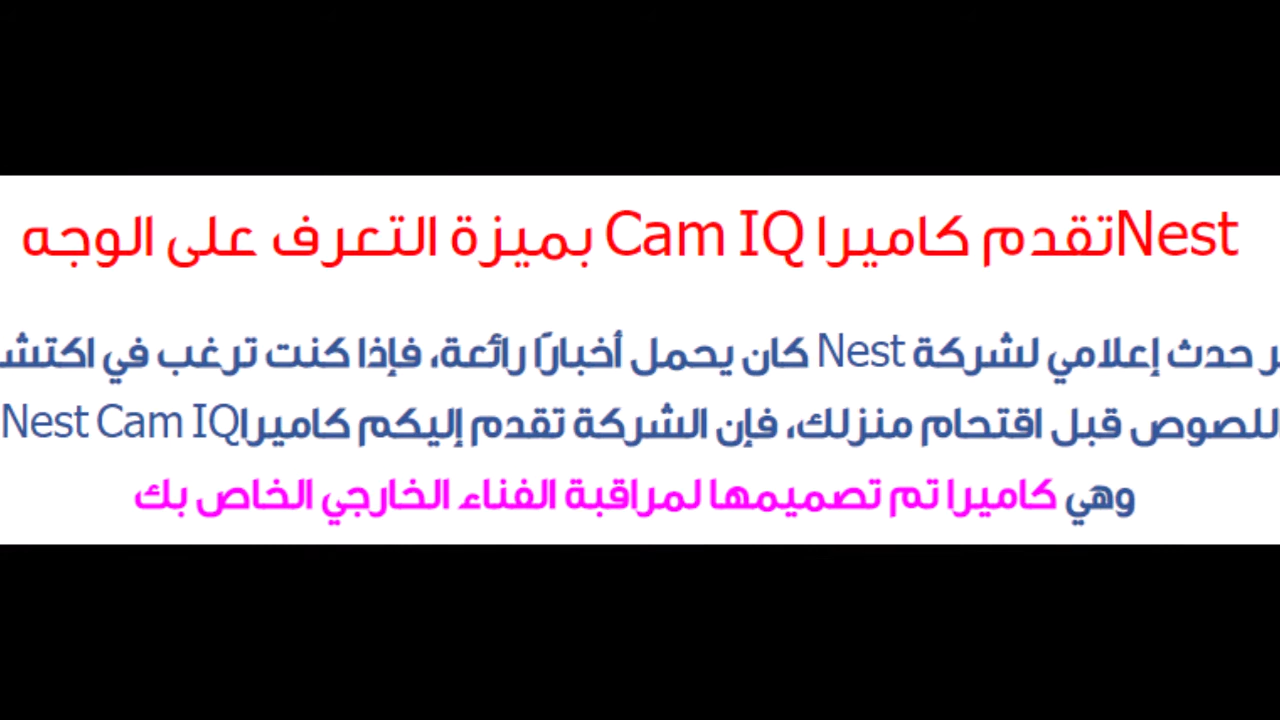 Nestتقدم كاميرا Cam IQ بميزة التعرف على الوجه
حدث إعلامي لشركة Nest كان يحمل أخبارًا رائعة، فإذا كنت ترغب في
للصوص قبل اقتحام منزلك، فإن الشركة تقدم إليكم كاميراNest Cam IQ
وهي كاميرا تم تصميمها لمراقبة الفناء الخارجي الخاص بك